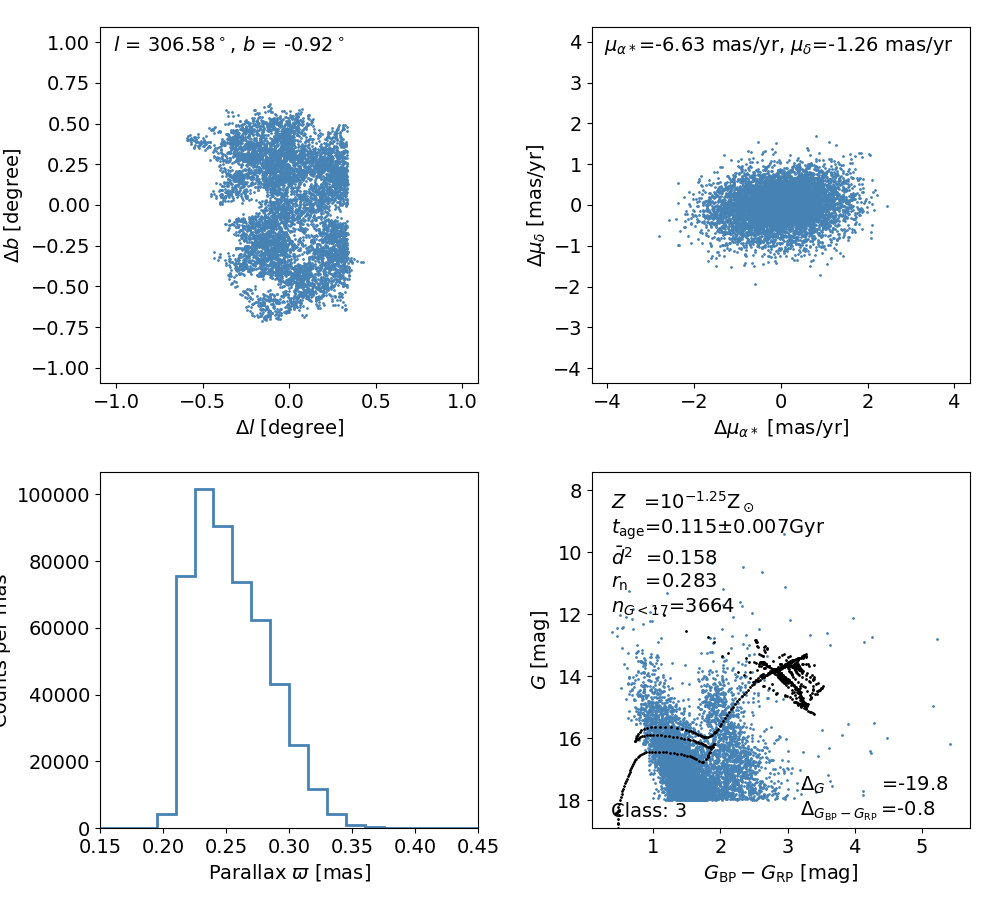 l = 306.58°, b = -0.92°
1.00
0.75
0.50
0.25
0.00
−0.25
−0.50
−0.75
−1.00
Δb [degree]
−1.0 −0.5 0.0 0.5 1.0
Δl [degree]
μα∗=-6.63 mas/yr, μδ=-1.26 mas/yr
4
3
2
1
0
−1
−2
−3
−4
Δμδ [mas/yr]
−4 −2 0 2 4
Δμα∗ [mas/yr]
100000
80000
60000
40000
20000
0
Counts per mas
0.15 0.20 0.25 0.30 0.35 0.40 0.45
Parallax ϖ [mas]
8
10
12
14
16
18
G [mag]
Z =10^−1.25Z⊙
tage=0.115±0.007Gyr
d̄² =0.158
rn =0.283
nG<17=3664
ΔG =-19.8
ΔGBP−GRP=-0.8
Class: 3
1 2 3 4 5
GBP − GRP [mag]